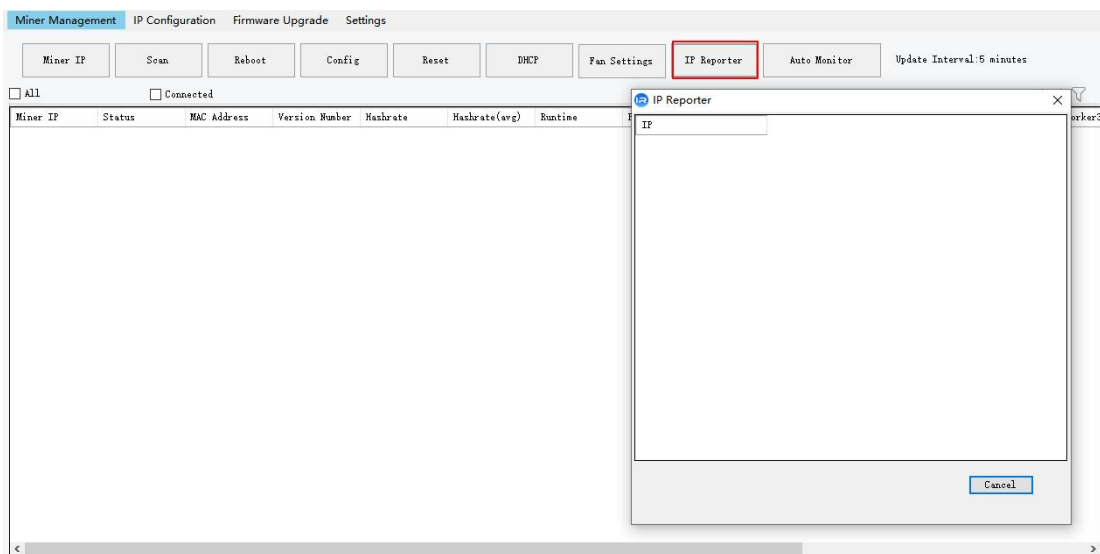 Miner Management IP Configuration Firmware Upgrade Settings
Miner IP Scan Reboot Config Reset DHCP Fan Settings IP Reporter Auto Monitor Update Interval:5 minutes
All Connected
IP Reporter
Miner IP Status MAC Address Version Number Hashrate Hashrate(avg) Runtime
IP
Cancel